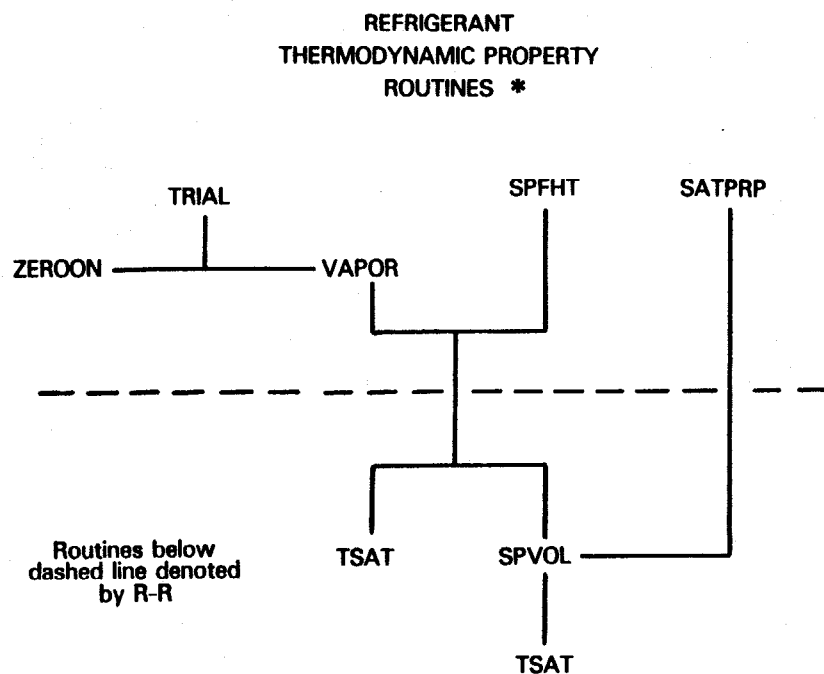 REFRIGERANT
THERMODYNAMIC PROPERTY
ROUTINES *
TRIAL
SPFHT
SATPRP
ZEROON
VAPOR
TSAT
SPVOL
Routines below
dashed line denoted
by R-R
TSAT